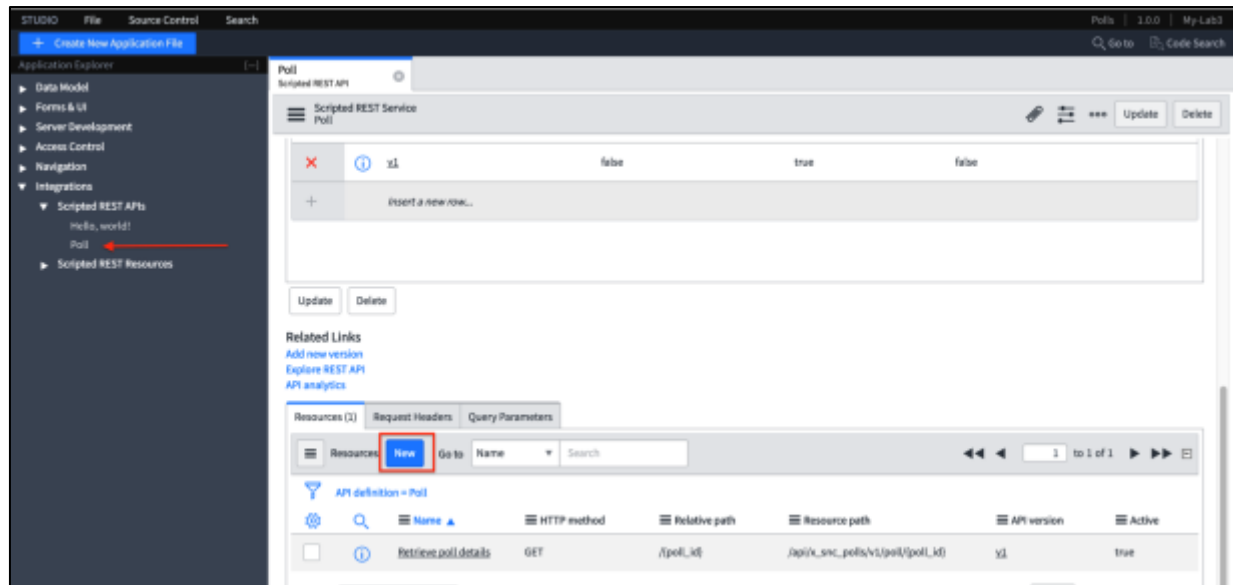 STUDIO File Source Control Search Polls | 1.0.0 | My-Lab3
+ Create New Application File Go to Code Search
Application Explorer [—]
Data Model
Forms & UI
Server Development
Access Control
Navigation
Integrations
Scripted REST APIs
Hello, world!
Poll
Scripted REST Resources
Poll
Scripted REST API
Scripted REST Service
Poll
Update Delete
v1 false true false
Insert a new row...
Update Delete
Related Links
Add new version
Explore REST API
API analytics
Resources (1) Request Headers Query Parameters
Resources New Go to Name Search 1 to 1 of 1
API definition = Poll
Name HTTP method Relative path Resource path API version Active
Retrieve poll details GET /{poll_id} /api/x_snc_polls/v1/poll/{poll_id} v1 true